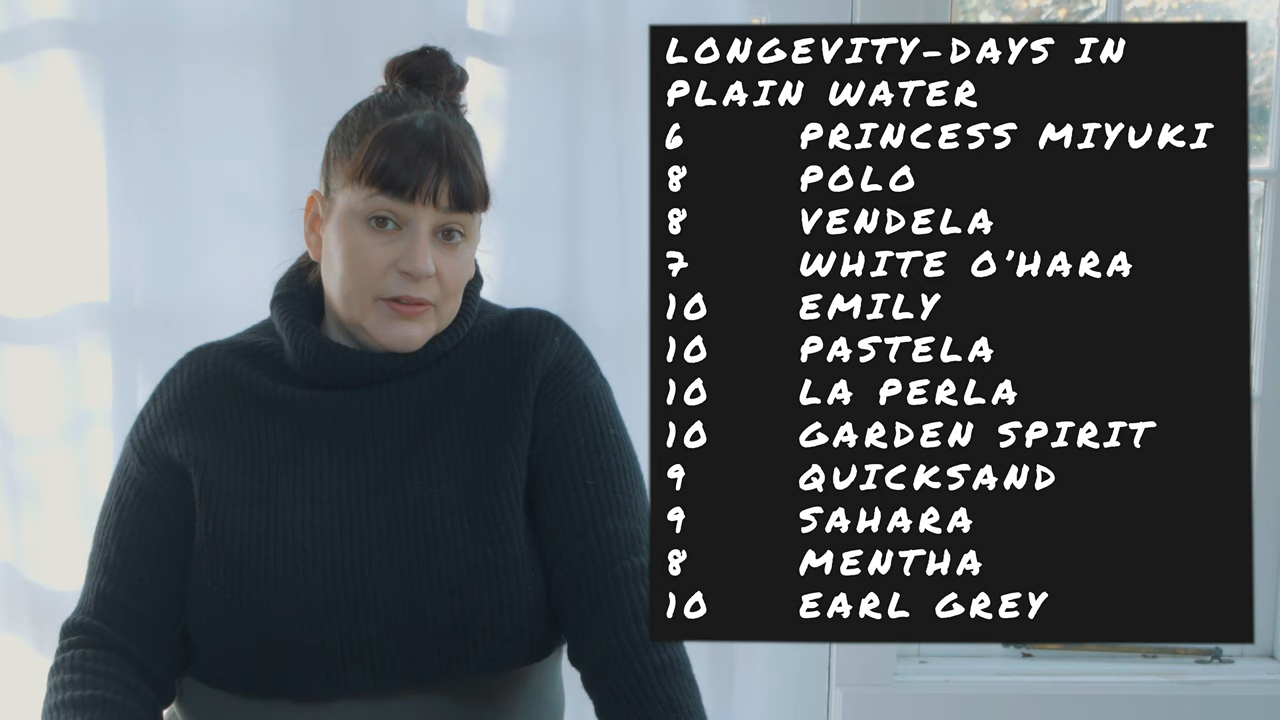 LONGEVITY-DAYS IN
PLAIN WATER
6 PRINCESS MIYUKI
8 POLO
8 VENDELA
7 WHITE O'HARA
10 EMILY
10 PASTELA
10 LA PERLA
10 GARDEN SPIRIT
9 QUICKSAND
9 SAHARA
8 MENTHA
10 EARL GREY